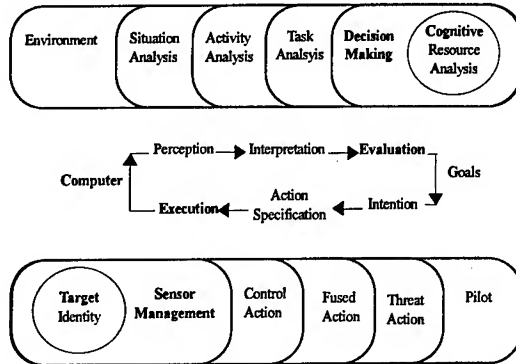 Environment
Situation
Analysis
Activity
Analysis
Task
Analsyis
Decision
Making
Cognitive
Resource
Analysis
Perception
Interpretation
Evaluation
Computer
Goals
Execution
Action
Specification
Intention
Target
Identity
Sensor
Management
Control
Action
Fused
Action
Threat
Action
Pilot